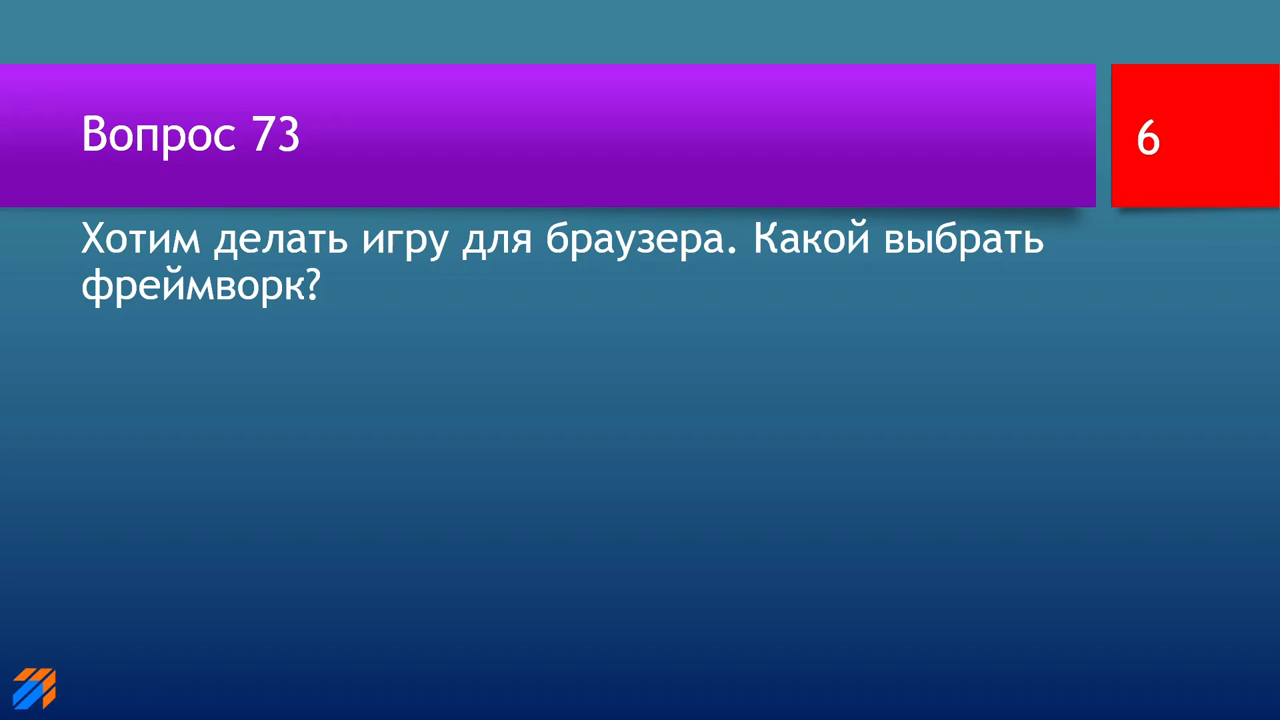 Вопрос 73
6
Хотим делать игру для браузера. Какой выбрать
фреймворк?